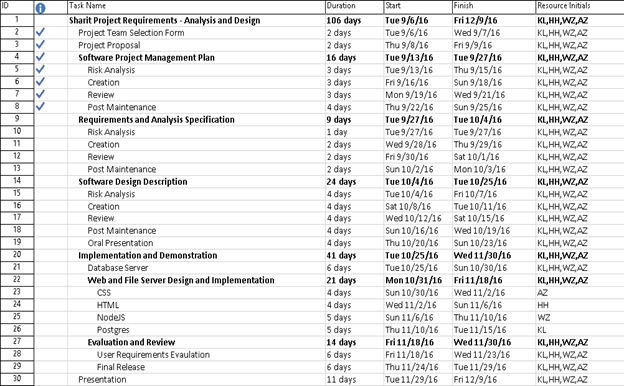 ID Task Name Duration Start Finish Resource Initials
1 Sharit Project Requirements - Analysis and Design 106 days Tue 9/6/16 Fri 12/9/16 KL,HH,WZ,AZ
2 Project Team Selection Form 2 days Tue 9/6/16 Wed 9/7/16 KL,HH,WZ,AZ
3 Project Proposal 2 days Thu 9/8/16 Fri 9/9/16 KL,HH,WZ,AZ
4 Software Project Management Plan 16 days Tue 9/13/16 Tue 9/27/16 KL,HH,WZ,AZ
5 Risk Analysis 3 days Tue 9/13/16 Thu 9/15/16 KL,HH,WZ,AZ
6 Creation 3 days Fri 9/16/16 Sun 9/18/16 KL,HH,WZ,AZ
7 Review 3 days Mon 9/19/16 Wed 9/21/16 KL,HH,WZ,AZ
8 Post Maintenance 4 days Thu 9/22/16 Sun 9/25/16 KL,HH,WZ,AZ
9 Requirements and Analysis Specification 9 days Tue 9/27/16 Tue 10/4/16 KL,HH,WZ,AZ
10 Risk Analysis 1 day Tue 9/27/16 Tue 9/27/16 KL,HH,WZ,AZ
11 Creation 2 days Wed 9/28/16 Thu 9/29/16 KL,HH,WZ,AZ
12 Review 2 days Fri 9/30/16 Sat 10/1/16 KL,HH,WZ,AZ
13 Post Maintenance 2 days Sun 10/2/16 Mon 10/3/16 KL,HH,WZ,AZ
14 Software Design Description 24 days Tue 10/4/16 Tue 10/25/16 KL,HH,WZ,AZ
15 Risk Analysis 4 days Tue 10/4/16 Fri 10/7/16 KL,HH,WZ,AZ
16 Creation 4 days Sat 10/8/16 Tue 10/11/16 KL,HH,WZ,AZ
17 Review 4 days Wed 10/12/16 Sat 10/15/16 KL,HH,WZ,AZ
18 Post Maintenance 4 days Sun 10/16/16 Wed 10/19/16 KL,HH,WZ,AZ
19 Oral Presentation 4 days Thu 10/20/16 Sun 10/23/16 KL,HH,WZ,AZ
20 Implementation and Demonstration 41 days Tue 10/25/16 Wed 11/30/16 KL,HH,WZ,AZ
21 Database Server 6 days Tue 10/25/16 Sun 10/30/16 KL,HH,WZ,AZ
22 Web and File Server Design and Implementation 21 days Mon 10/31/16 Fri 11/18/16 KL,HH,WZ,AZ
23 CSS 4 days Sun 10/30/16 Wed 11/2/16 AZ
24 HTML 4 days Wed 11/2/16 Sun 11/6/16 HH
25 NodeJS 5 days Sun 11/6/16 Thu 11/10/16 WZ
26 Postgres 5 days Thu 11/10/16 Tue 11/15/16 KL
27 Evaluation and Review 14 days Fri 11/18/16 Wed 11/30/16 KL,HH,WZ,AZ
28 User Requirements Evaulation 6 days Fri 11/18/16 Wed 11/23/16 KL,HH,WZ,AZ
29 Final Release 6 days Thu 11/24/16 Tue 11/29/16 KL,HH,WZ,AZ
30 Presentation 11 days Tue 11/29/16 Fri 12/9/16 KL,HH,WZ,AZ